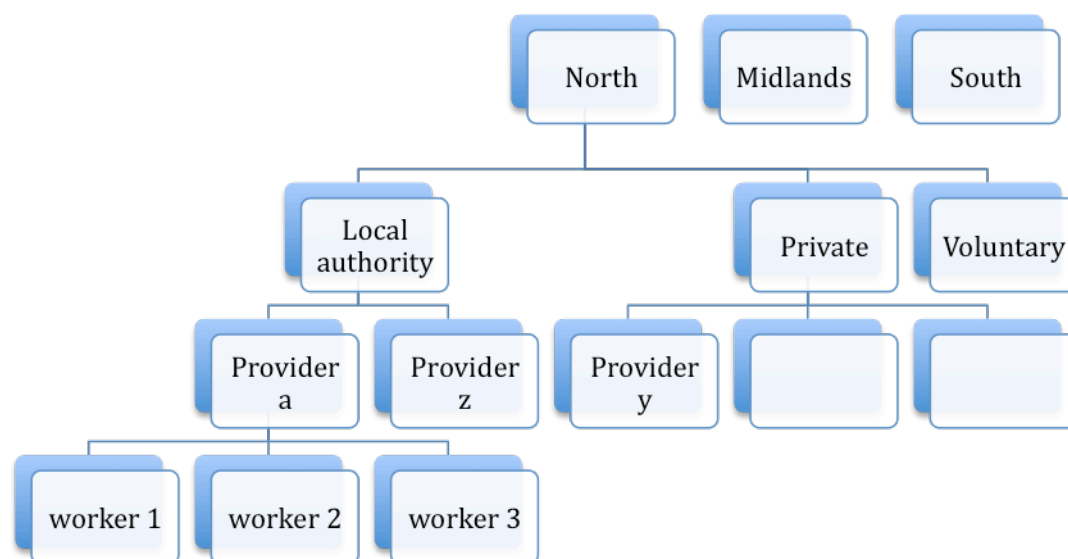 North
Midlands
South
Local
authority
Private
Voluntary
Provider
a
Provider
z
Provider
y
worker 1
worker 2
worker 3